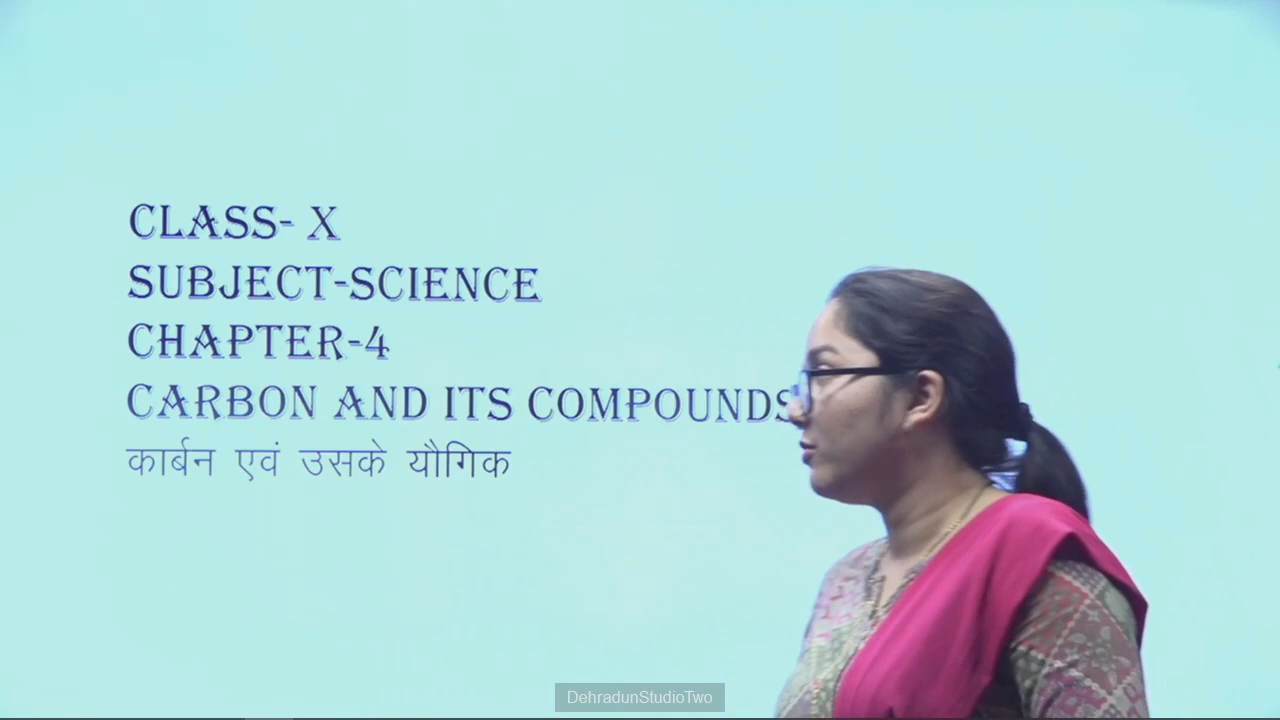 CLASS- X
SUBJECT-SCIENCE
CHAPTER-4
CARBON AND ITS COMPOUNDS
कार्बन एवं उसके यौगिक
DehradunStudioTwo